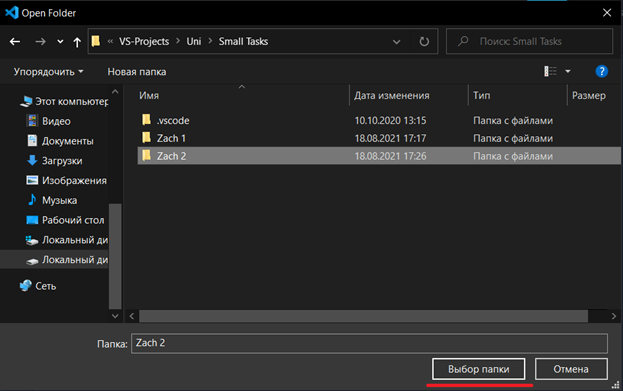 Open Folder
« VS-Projects > Uni > Small Tasks
Поиск: Small Tasks
Упорядочить
Новая папка
?
Имя
Дата изменения
Тип
Размер
.vscode 10.10.2020 13:15 Папка с файлами
Zach 1 18.08.2021 17:17 Папка с файлами
Zach 2 18.08.2021 17:26 Папка с файлами
Этот компьютер
Видео
Документы
Загрузки
Изображения
Музыка
Рабочий стол
Локальный ди
Локальный ди
Сеть
Папка: Zach 2
Выбор папки
Отмена